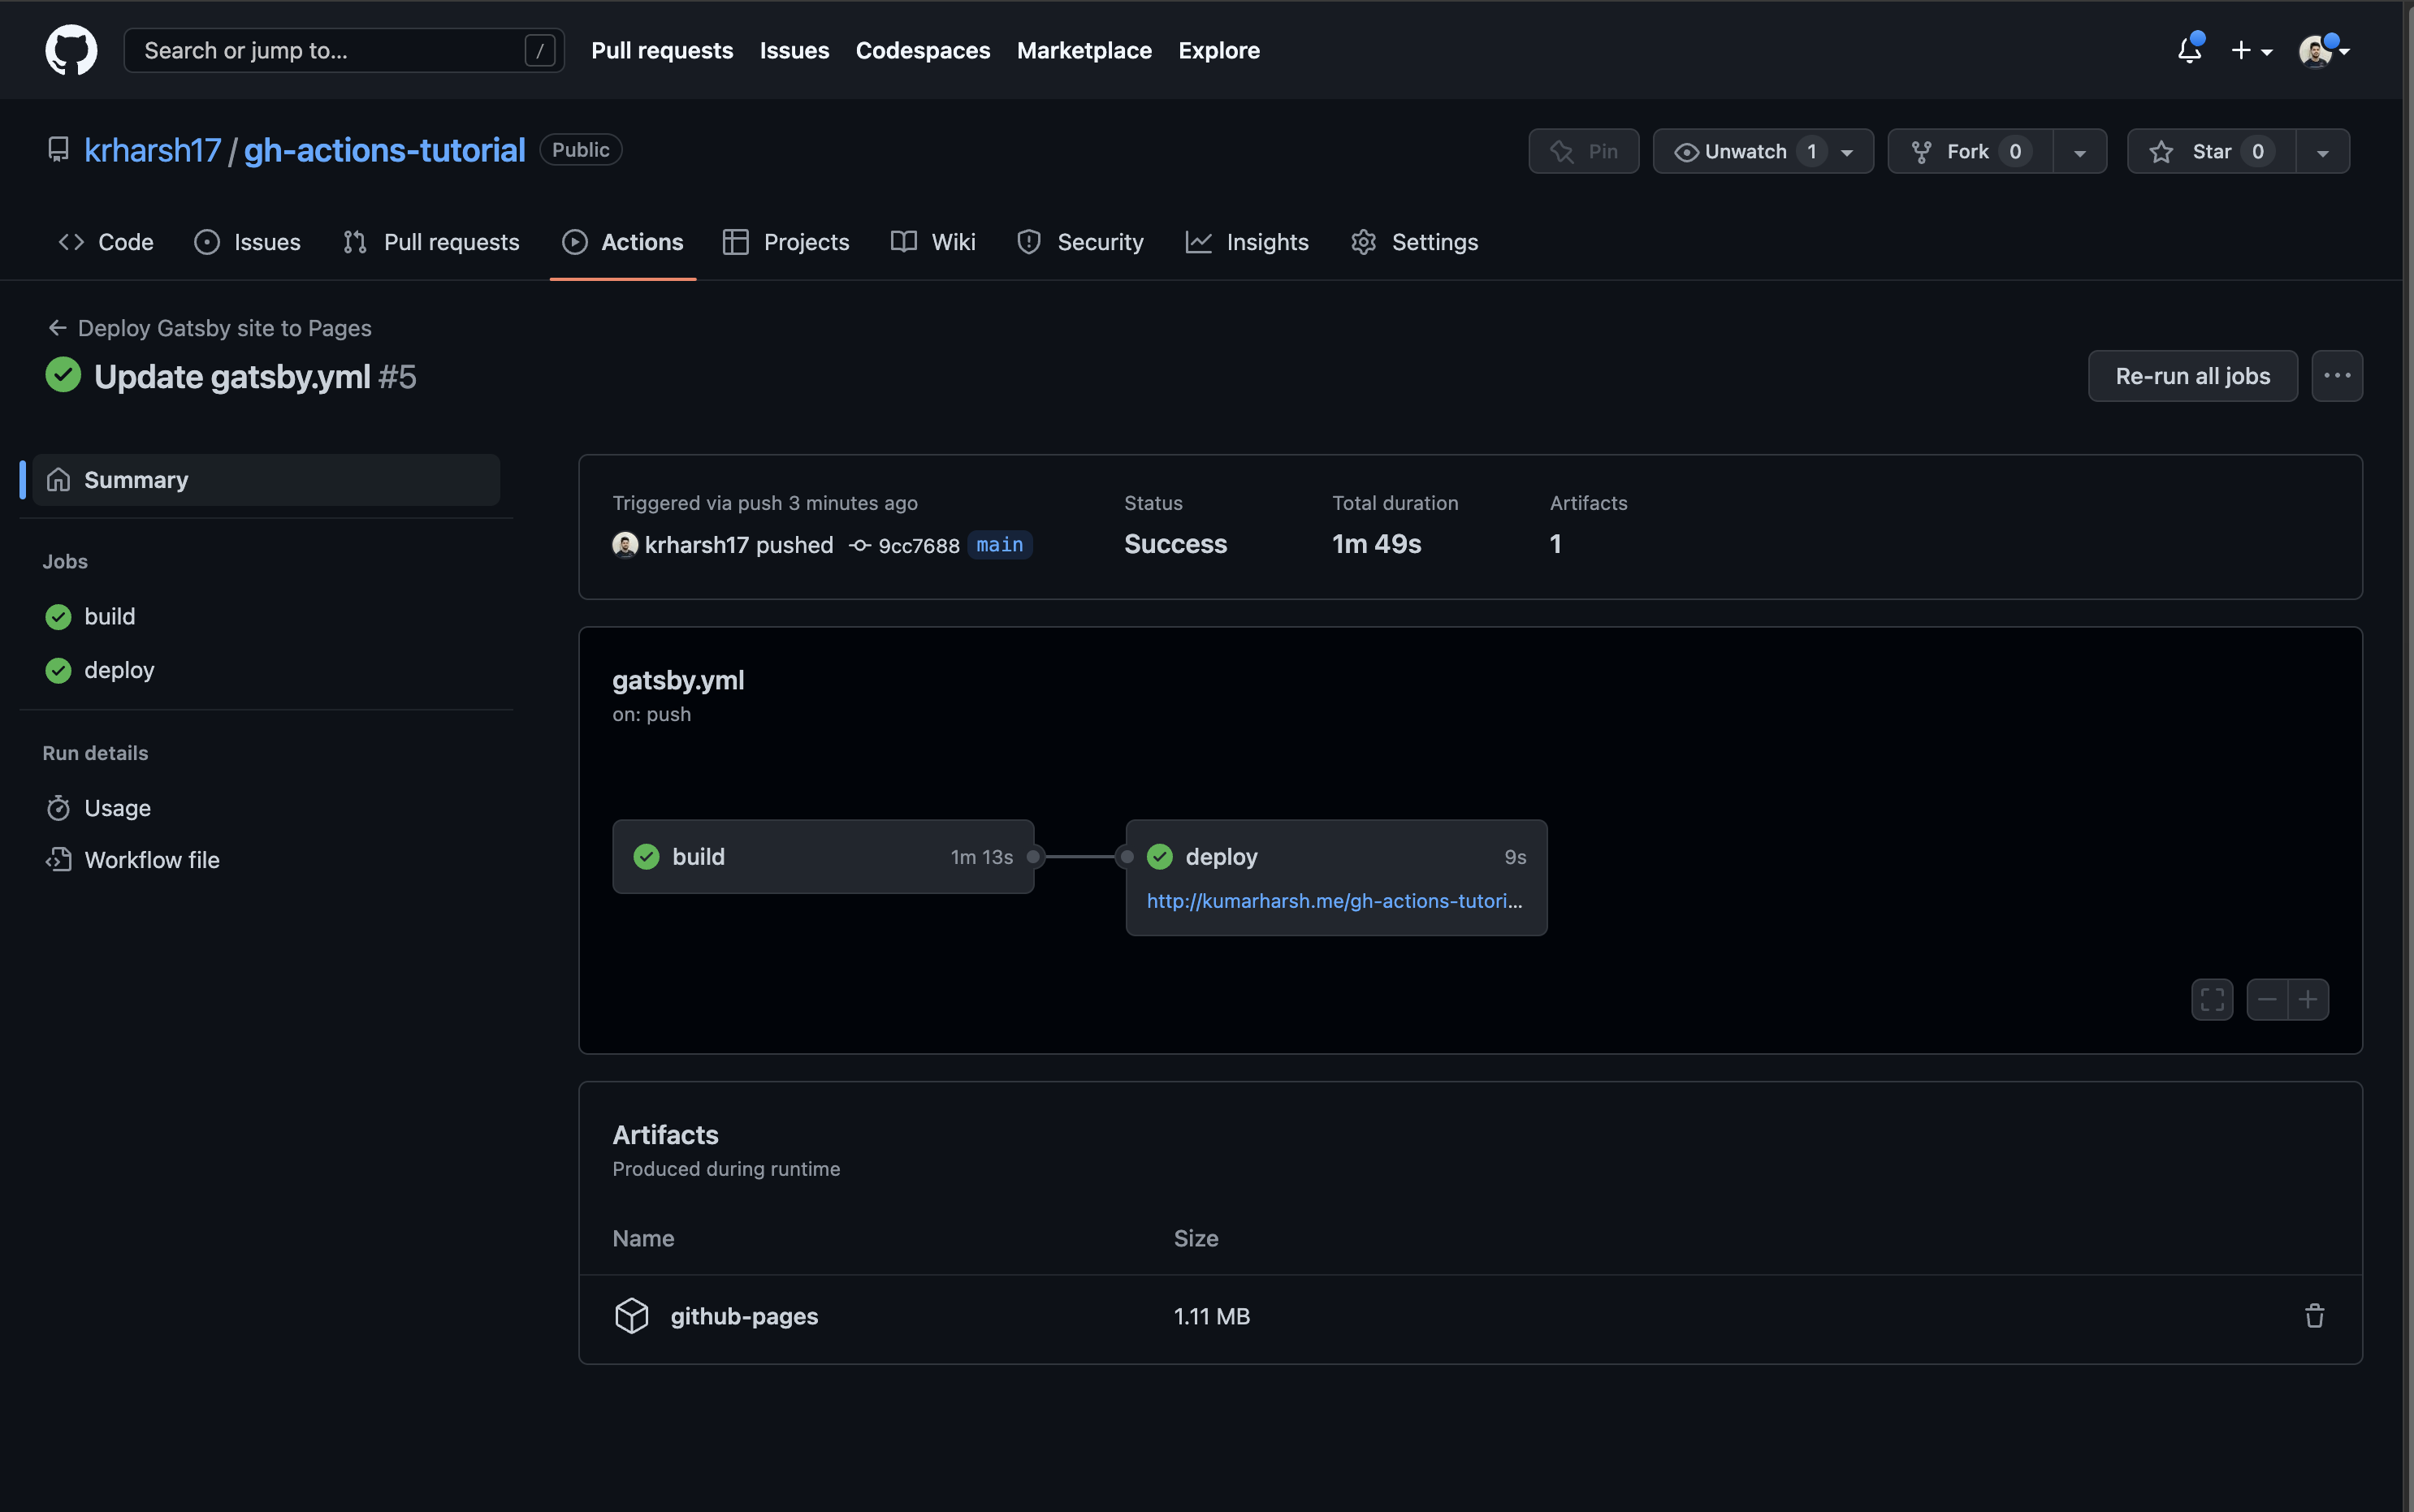 Search or jump to... /
Pull requests Issues Codespaces Marketplace Explore
krharsh17 / gh-actions-tutorial Public
Pin Unwatch 1 Fork 0 Star 0
Code Issues Pull requests Actions Projects Wiki Security Insights Settings
Deploy Gatsby site to Pages
Update gatsby.yml #5
Re-run all jobs
Summary
Jobs
build
deploy
Run details
Usage
Workflow file
Triggered via push 3 minutes ago
krharsh17 pushed 9cc7688 main
Status
Success
Total duration
1m 49s
Artifacts
1
gatsby.yml
on: push
build 1m 13s
deploy 9s
http://kumarharsh.me/gh-actions-tutori...
Artifacts
Produced during runtime
Name Size
github-pages 1.11 MB